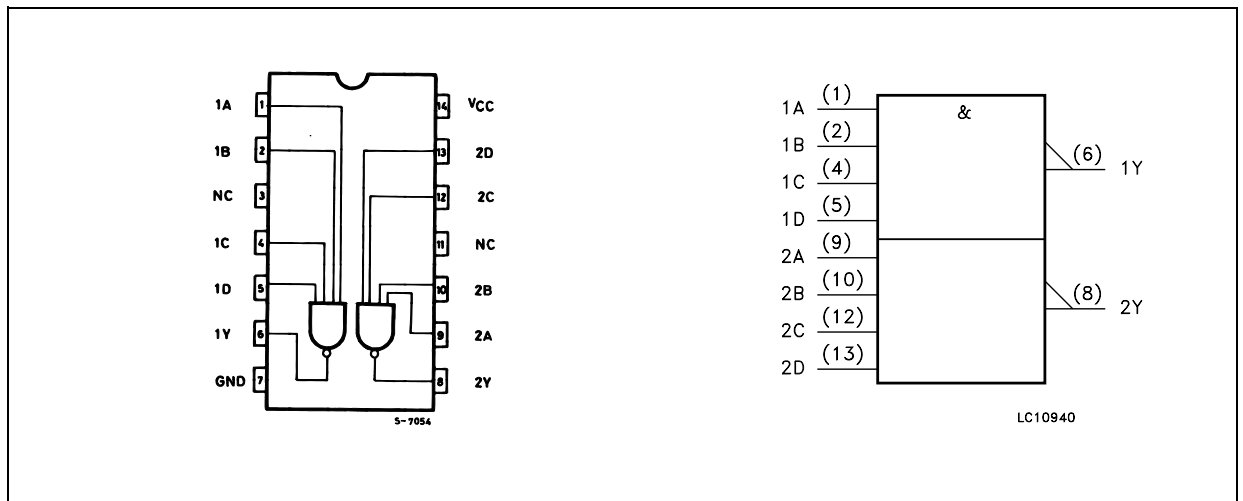 1A 1 14 VCC
1B 2 13 2D
NC 3 12 2C
1C 4 11 NC
1D 5 10 2B
1Y 6 9 2A
GND 7 8 2Y
S-7054
&
1A (1)
1B (2)
1C (4)
1D (5)
2A (9)
2B (10)
2C (12)
2D (13)
(6) 1Y
(8) 2Y
LC10940